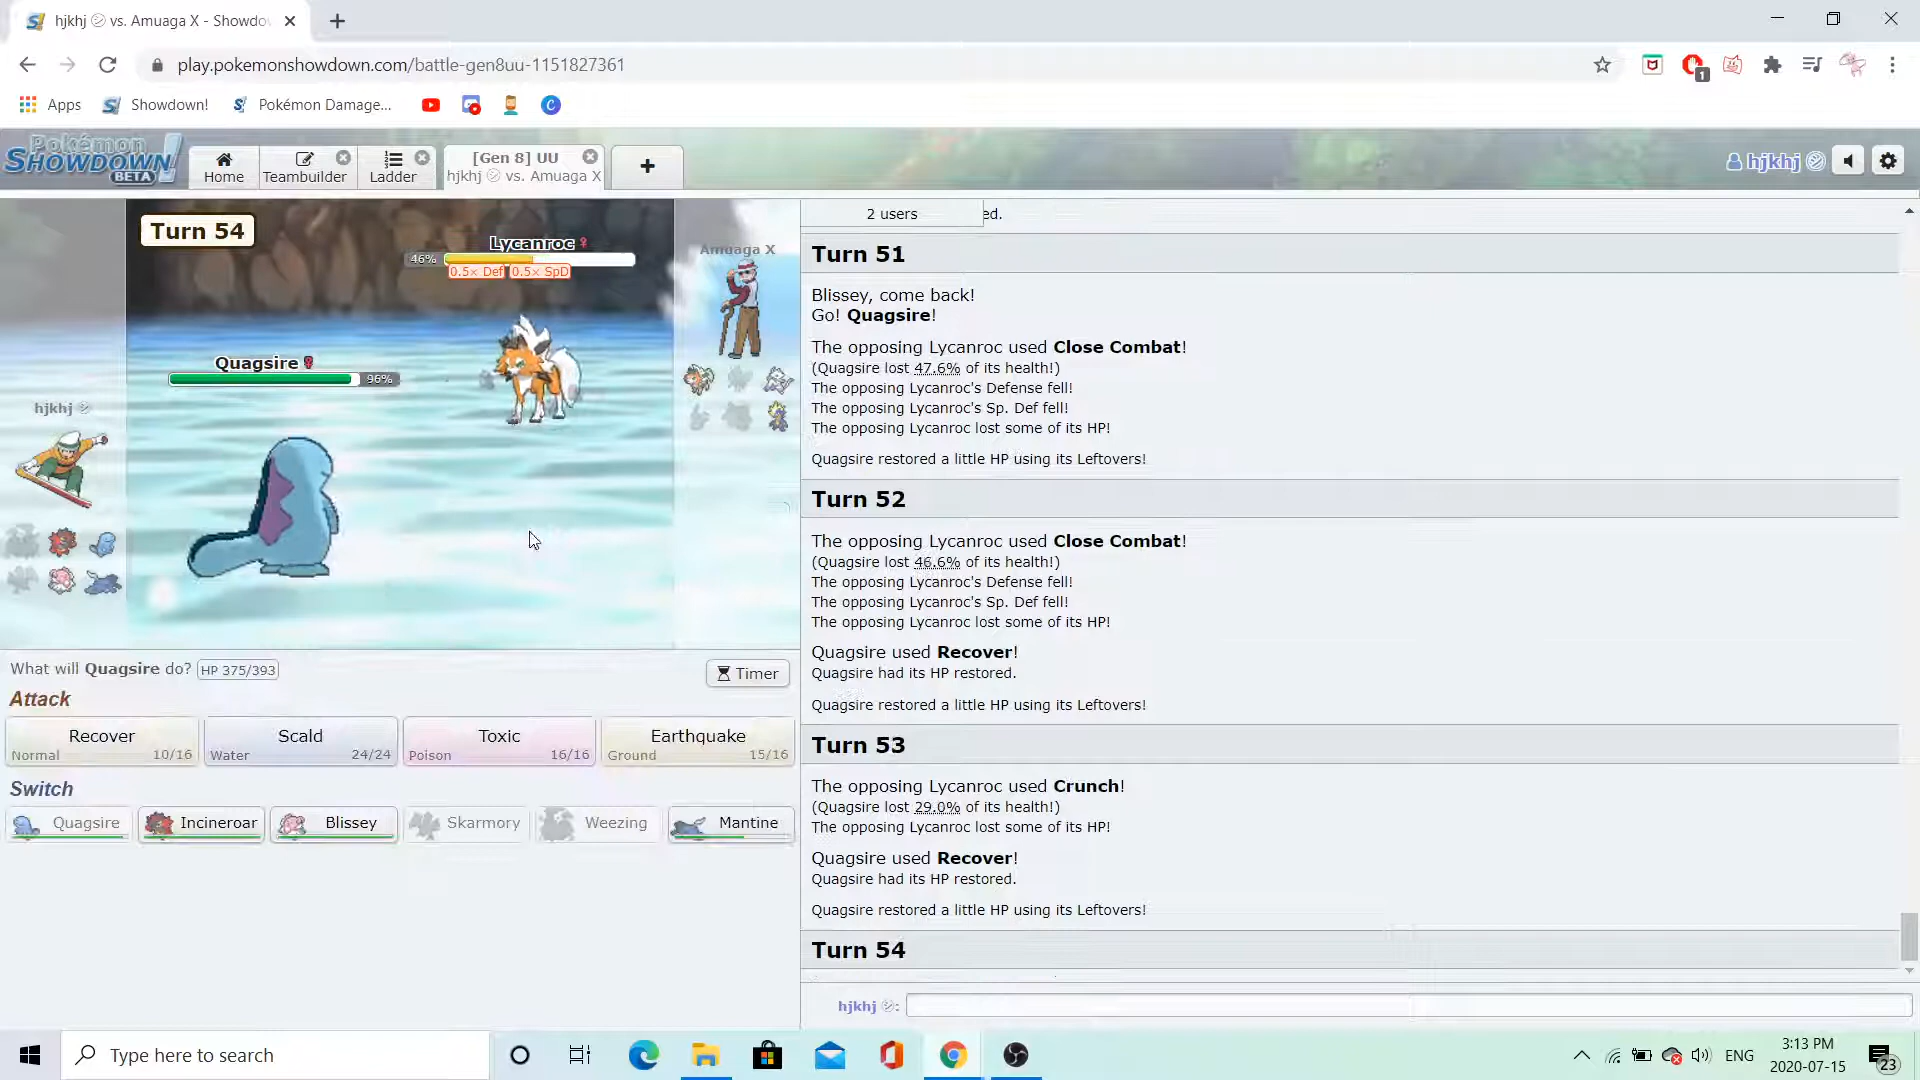 hjkhj vs. Amuaga X - Showdo
play.pokemonshowdown.com/battle-gen8uu-1151827361
1
Apps
Showdown!
Pokémon Damage...
Pokémon
SHOWDOWN!
BETA
Home
Teambuilder
Ladder
[Gen 8] UU
hjkhj vs. Amuaga X
hjkhj
Turn 54
Lycanroc
46%
0.5× Def 0.5× SpD
Amuaga X
Quagsire
96%
hjkhj
2 users
ed.
Turn 51
Blissey, come back!
Go! Quagsire!
The opposing Lycanroc used Close Combat!
(Quagsire lost 47.6% of its health!)
The opposing Lycanroc's Defense fell!
The opposing Lycanroc's Sp. Def fell!
The opposing Lycanroc lost some of its HP!
Quagsire restored a little HP using its Leftovers!
Turn 52
The opposing Lycanroc used Close Combat!
(Quagsire lost 46.6% of its health!)
The opposing Lycanroc's Defense fell!
The opposing Lycanroc's Sp. Def fell!
The opposing Lycanroc lost some of its HP!
Quagsire used Recover!
Quagsire had its HP restored.
Quagsire restored a little HP using its Leftovers!
Turn 53
The opposing Lycanroc used Crunch!
(Quagsire lost 29.0% of its health!)
The opposing Lycanroc lost some of its HP!
Quagsire used Recover!
Quagsire had its HP restored.
Quagsire restored a little HP using its Leftovers!
Turn 54
hjkhj :
What will Quagsire do? HP 375/393
Timer
Attack
Recover
Normal 10/16
Scald
Water 24/24
Toxic
Poison 16/16
Earthquake
Ground 15/16
Switch
Quagsire
Incineroar
Blissey
Skarmory
Weezing
Mantine
Type here to search
ENG
3:13 PM
2020-07-15
23